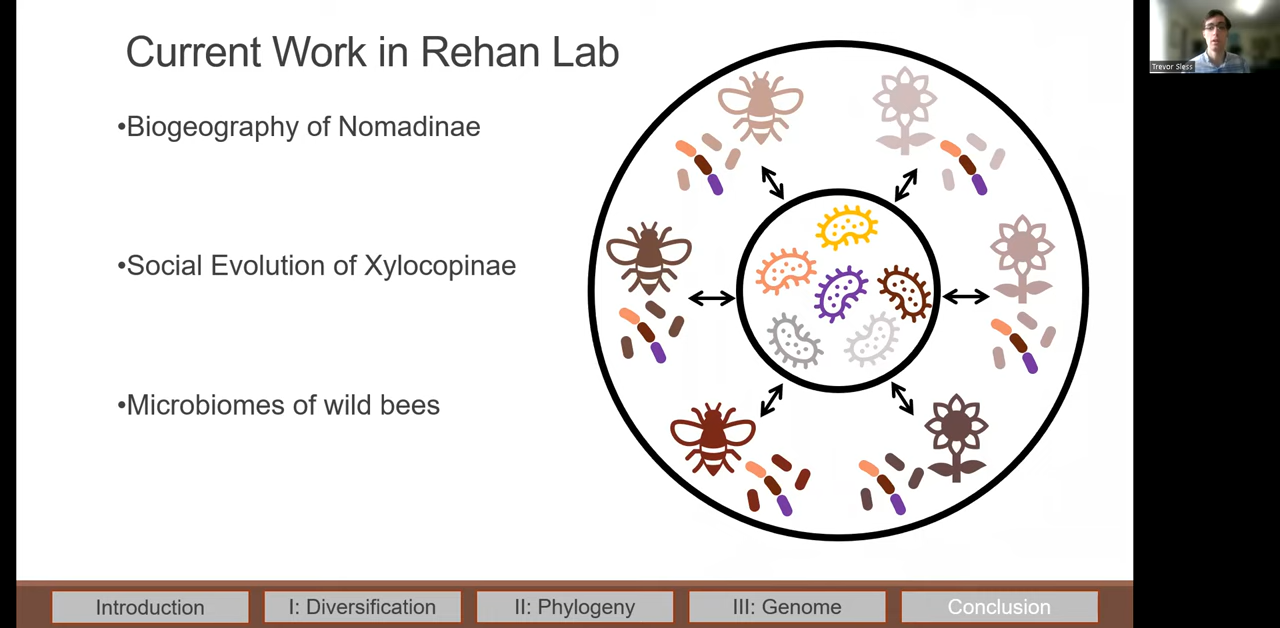 Current Work in Rehan Lab
•Biogeography of Nomadinae
•Social Evolution of Xylocopinae
•Microbiomes of wild bees
Introduction
I: Diversification
II: Phylogeny
III: Genome
Conclusion
Trevor Sless